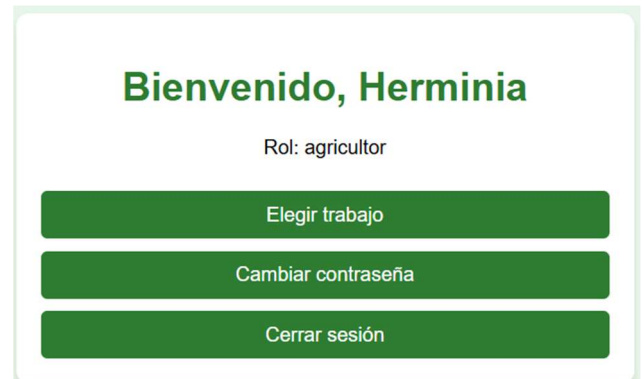 Bienvenido, Herminia
Rol: agricultor
Elegir trabajo
Cambiar contraseña
Cerrar sesión